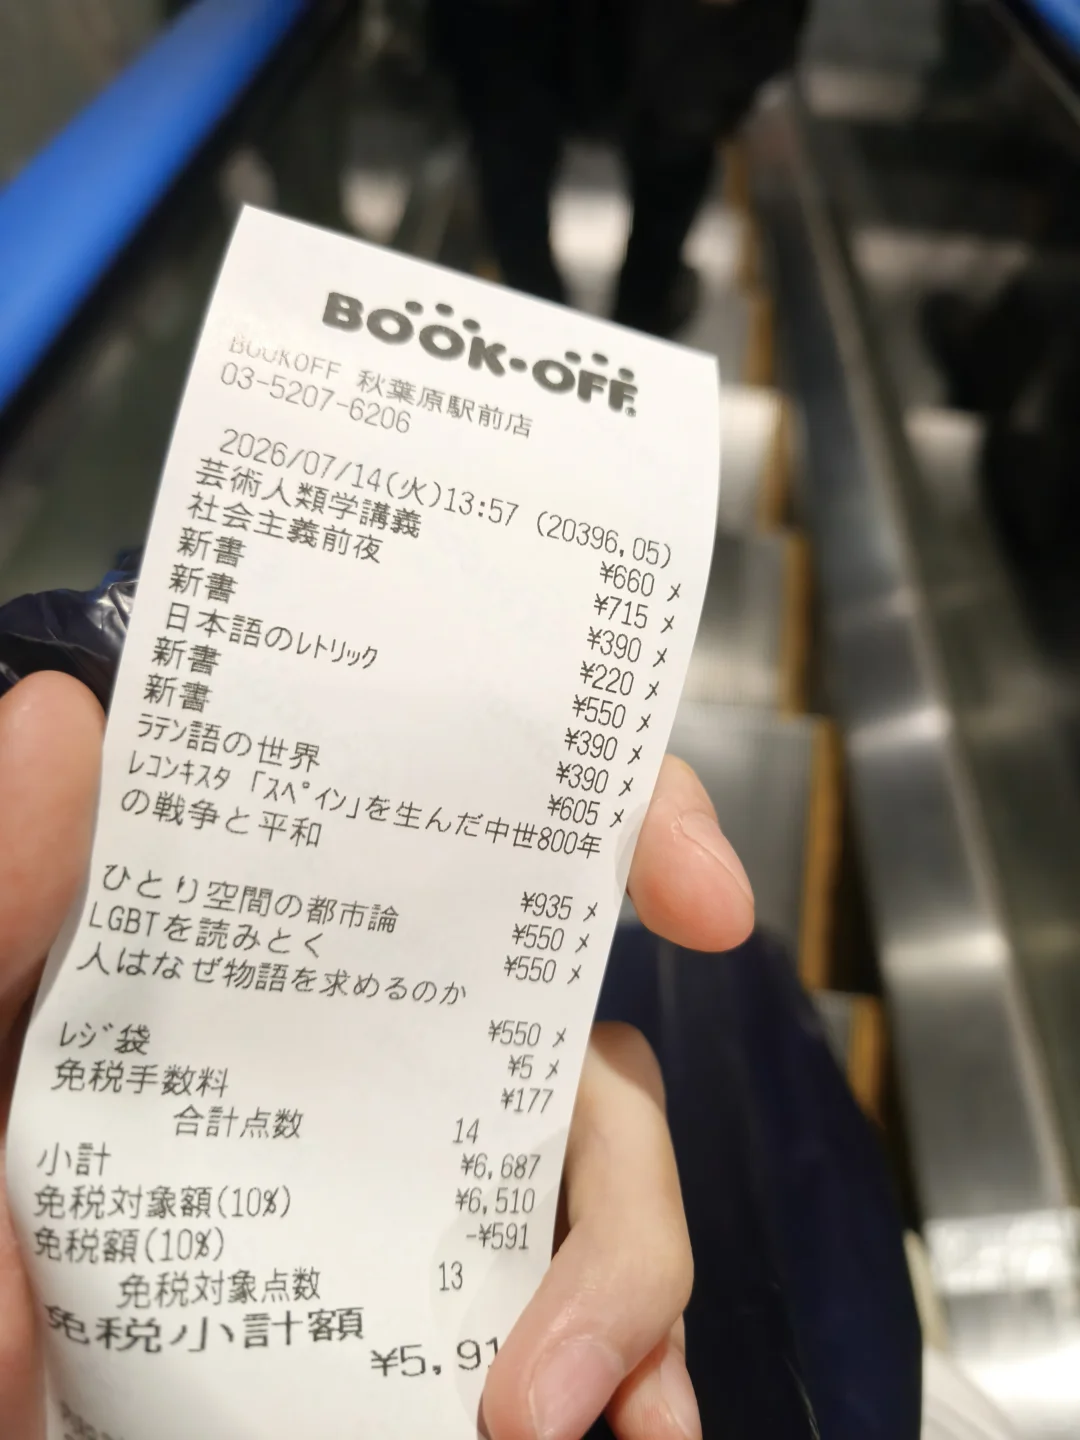 BOOK·OFF
BOOKOFF 秋葉原駅前店
03-5207-6206
2026/07/14(火)13:57 (20396,05)
芸術人類学講義 ¥660 メ
社会主義前夜 ¥715 メ
新書 ¥390 メ
新書 ¥220 メ
日本語のﾚﾄﾘｯｸ ¥550 メ
新書 ¥390 メ
新書 ¥390 メ
ﾗﾃﾝ語の世界 ¥605 メ
ﾚｺﾝｷｽﾀ 「ｽﾍﾟｲﾝ」を生んだ中世800年
の戦争と平和 ¥935 メ
ひとり空間の都市論 ¥550 メ
LGBTを読みとく ¥550 メ
人はなぜ物語を求めるのか ¥550 メ
ﾚｼﾞ袋 ¥5 メ
免税手数料 ¥177
合計点数 14
小計 ¥6,687
免税対象額(10%) ¥6,510
免税額(10%) -¥591
免税対象点数 13
免税小計額
¥5,91